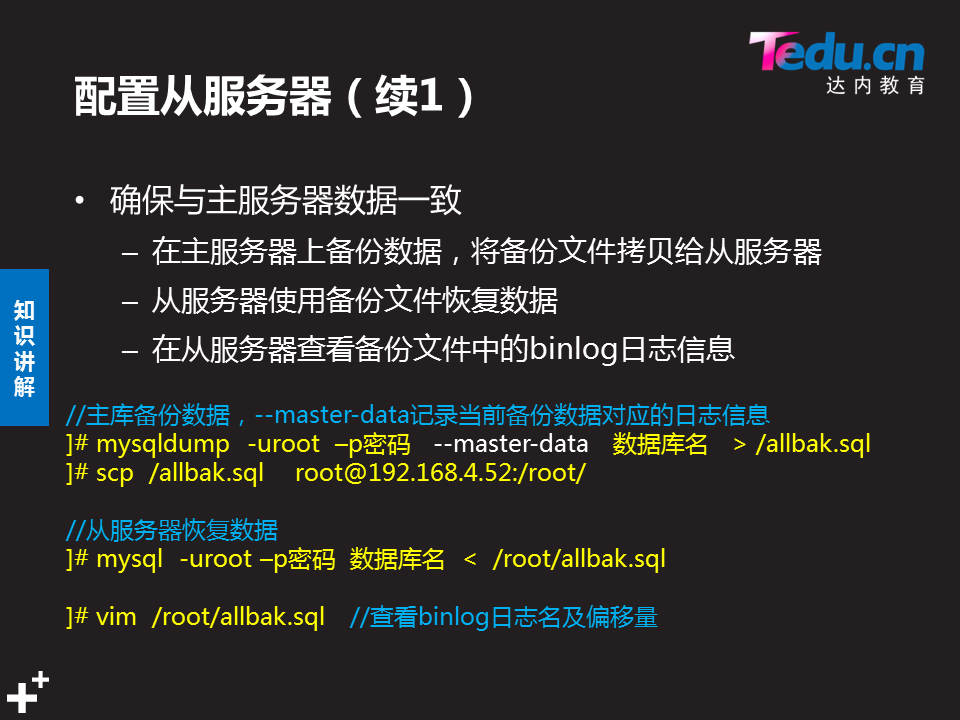 Tedu.cn
达内教育
配置从服务器（续1）
• 确保与主服务器数据一致
– 在主服务器上备份数据，将备份文件拷贝给从服务器
– 从服务器使用备份文件恢复数据
– 在从服务器查看备份文件中的binlog日志信息
知识讲解
//主库备份数据，--master-data记录当前备份数据对应的日志信息
]# mysqldump -uroot –p密码 --master-data 数据库名 > /allbak.sql
]# scp /allbak.sql root@192.168.4.52:/root/
//从服务器恢复数据
]# mysql -uroot –p密码 数据库名 < /root/allbak.sql
]# vim /root/allbak.sql //查看binlog日志名及偏移量